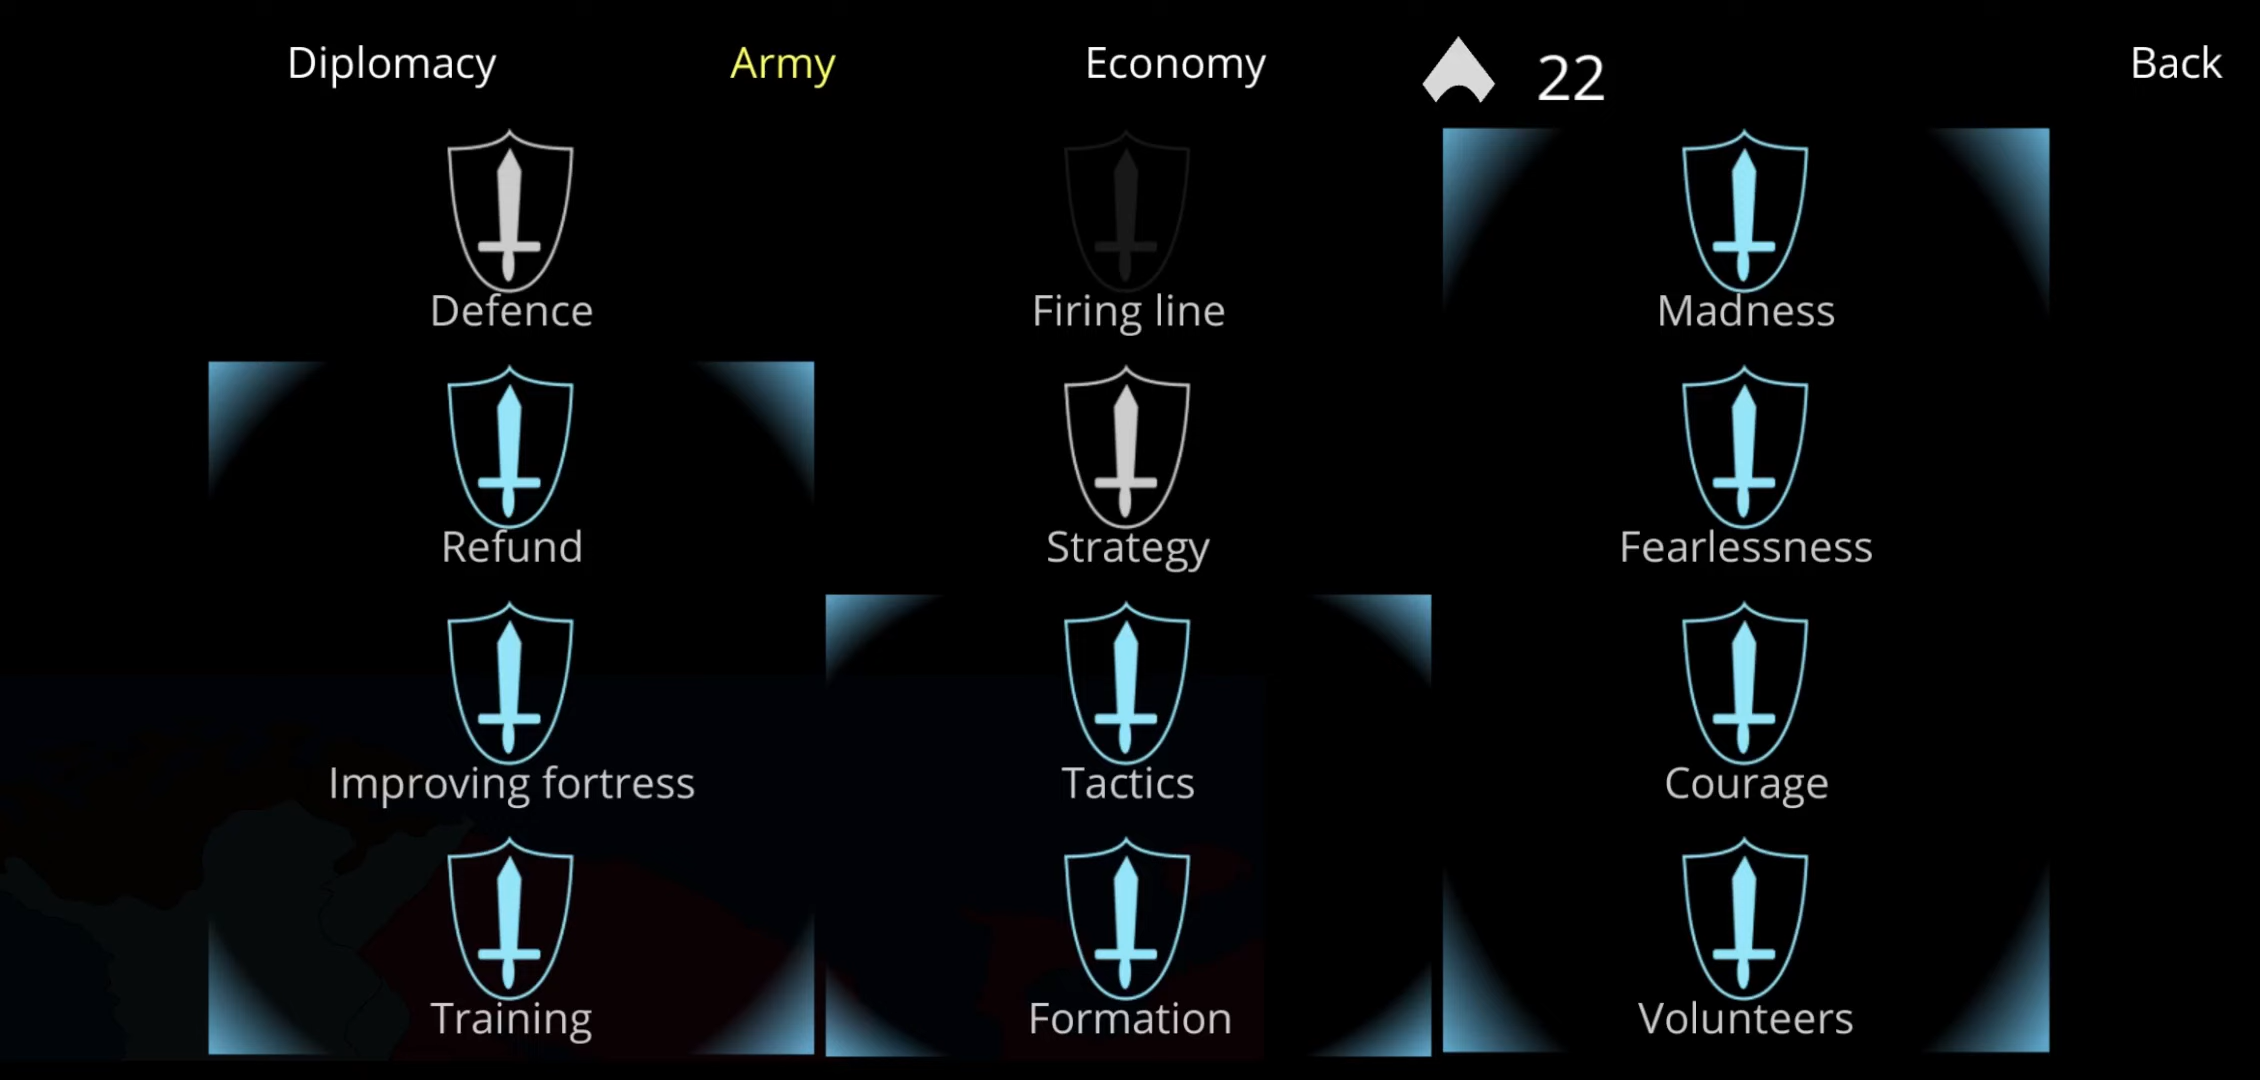 Diplomacy Army Economy 22 Back
Defence Firing line Madness
Refund Strategy Fearlessness
Improving fortress Tactics Courage
Training Formation Volunteers